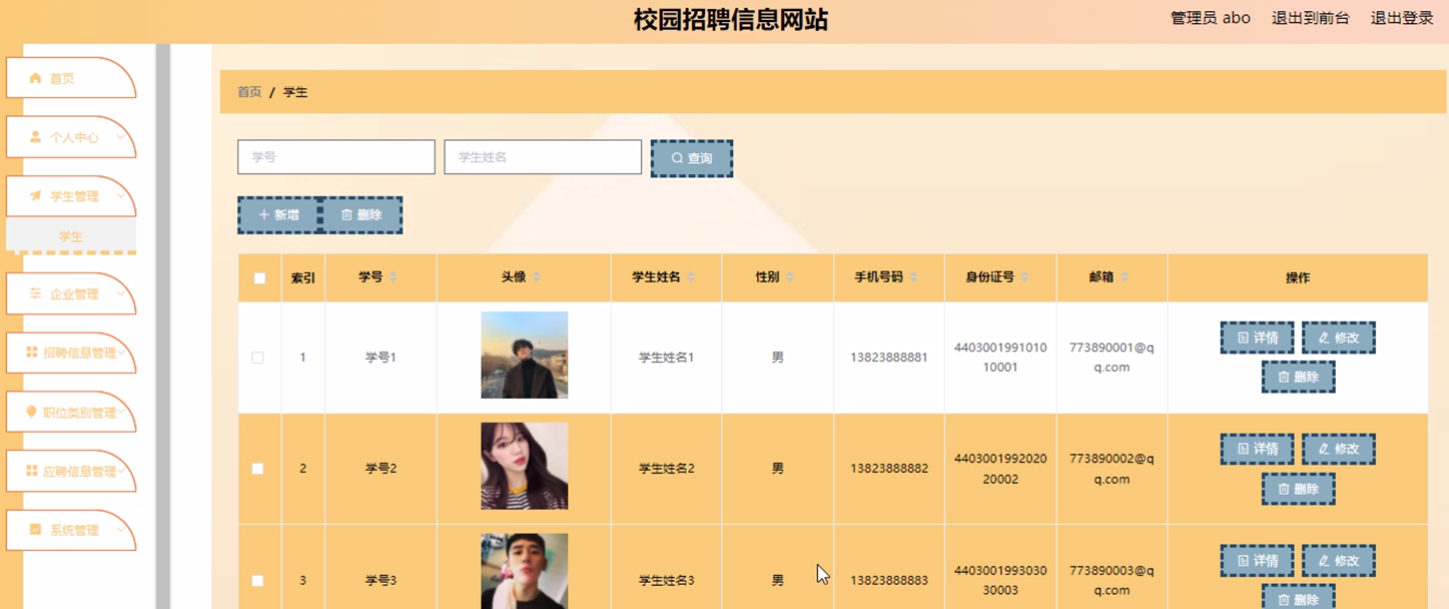 校园招聘信息网站
管理员 abo 退出到前台 退出登录
首页
个人中心
学生管理
学生
企业管理
招聘信息管理
职位类别管理
应聘信息管理
系统管理
首页 / 学生
学号 学生姓名 查询
新增 删除
索引 学号 头像 学生姓名 性别 手机号码 身份证号 邮箱 操作
1 学号1 学生姓名1 男 13823888881 4403001991010 773890001@q 详情 修改
10001 q.com 删除
2 学号2 学生姓名2 男 13823888882 4403001992020 773890002@q 详情 修改
20002 q.com 删除
3 学号3 学生姓名3 男 13823888883 4403001993030 773890003@q 详情 修改
30003 q.com 删除